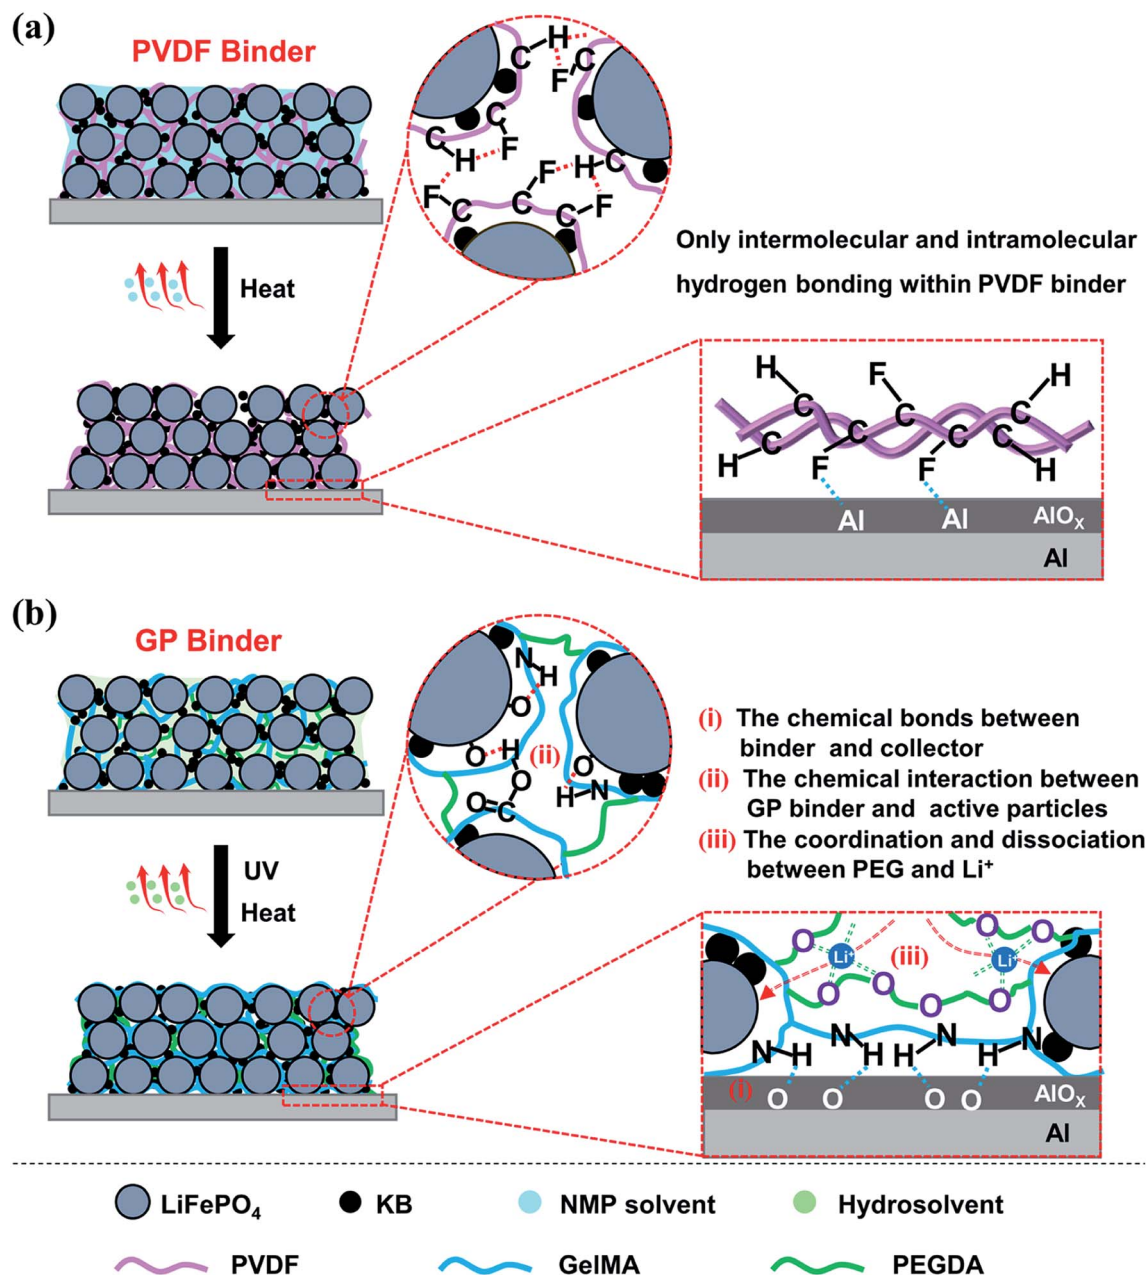 (a)
PVDF Binder
Heat
C H
F C
C
C F
H
F
F H C
C C C F
Only intermolecular and intramolecular
hydrogen bonding within PVDF binder
H F H
C C C
H C F C F C H
Al Al AlOₓ
Al
(b)
GP Binder
UV
Heat
N H
O
O H (ii) O
O
O=C H N
(i) The chemical bonds between
binder and collector
(ii) The chemical interaction between
GP binder and active particles
(iii) The coordination and dissociation
between PEG and Li⁺
O O O
Li⁺ (iii) Li⁺
O O O O
N H N H H N H N
(i) O O O O AlOₓ
Al
LiFePO₄ KB NMP solvent Hydrosolvent
PVDF GelMA PEGDA